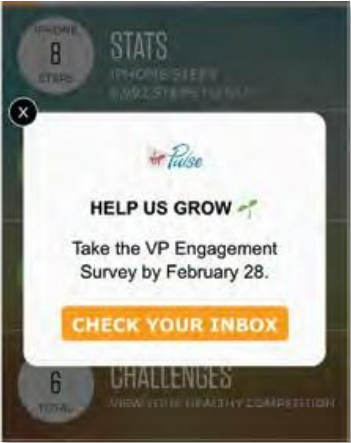 IPHONE
8
STEPS
STATS
IPHONE STEPS
X
Pulse
HELP US GROW
Take the VP Engagement
Survey by February 28.
CHECK YOUR INBOX
6
TOTAL
CHALLENGES
VIEW YOUR HEALTHY COMPETITION